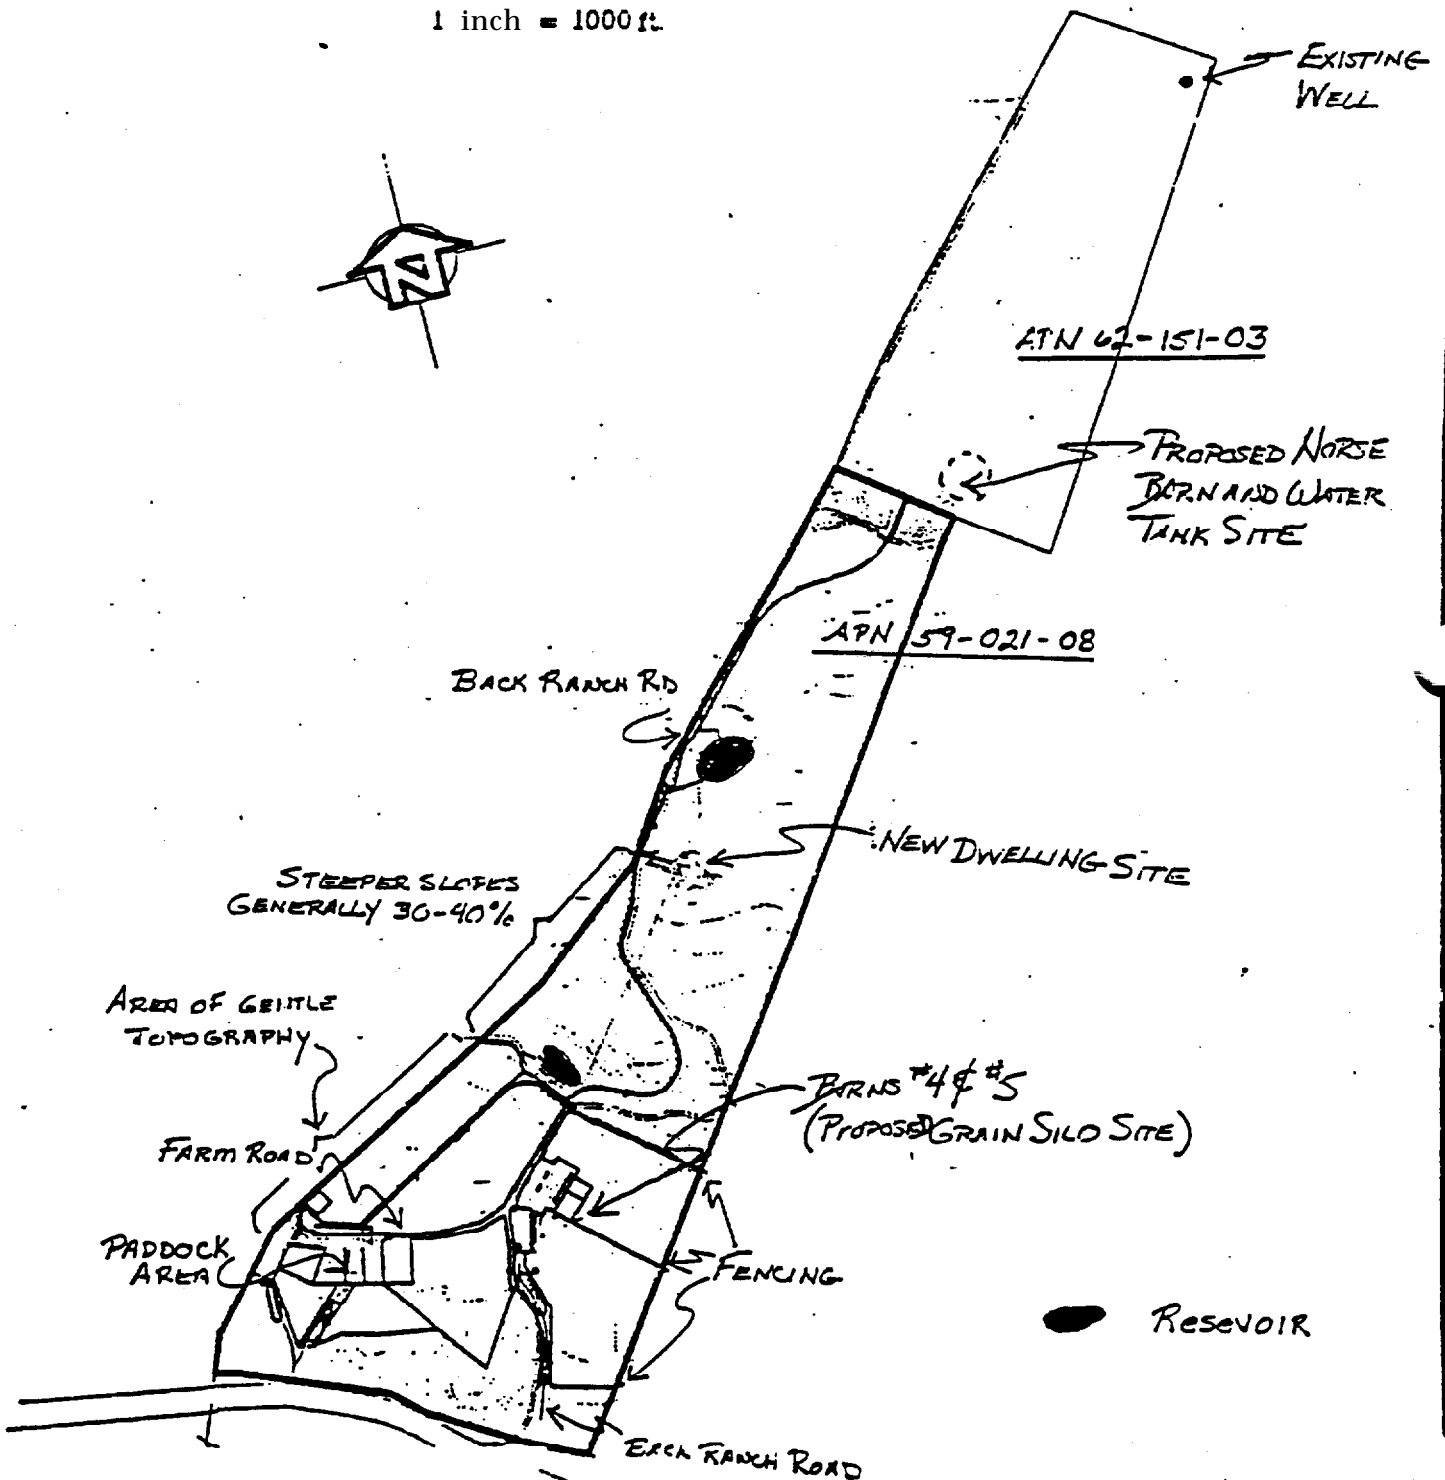 1 inch = 1000 ft.
EXISTING
WELL
N
ATN 62-151-03
PROPOSED HORSE
BARN AND WATER
TANK SITE
APN 59-021-08
BACK RANCH RD
NEW DWELLING SITE
STEEPER SLOPES
GENERALLY 30-40%
AREA OF GENTLE
TOPOGRAPHY
BARNS #4 & #5
(PROPOSED GRAIN SILO SITE)
FARM ROAD
PADDOCK
AREA
FENCING
RESEVOIR
RANCH ROAD